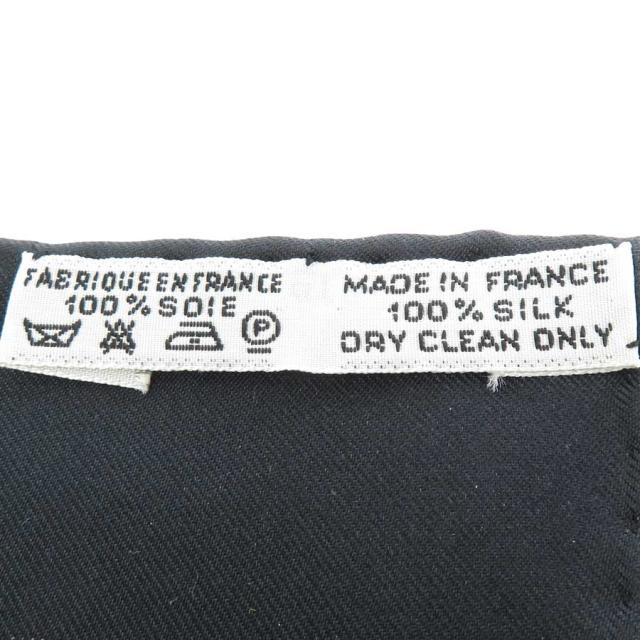 FABRIQUE EN FRANCE
100% SOIE
P
MADE IN FRANCE
100% SILK
DRY CLEAN ONLY